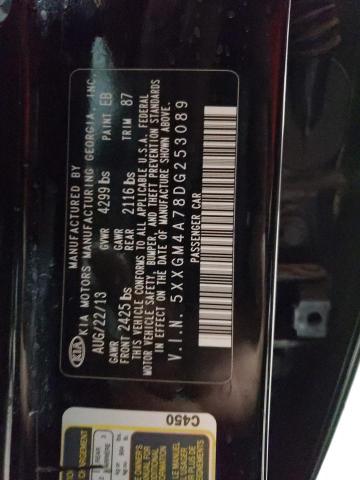 MANUFACTURED BY
KIA KIA MOTORS MANUFACTURING GEORGIA, INC.
AUG/22/13 GVWR 4299 lbs PAINT EB
GAWR FRONT 2425 lbs GAWR REAR 2116 lbs TRIM 87
THIS VEHICLE CONFORMS TO ALL APPLICABLE U.S.A. FEDERAL
MOTOR VEHICLE SAFETY, BUMPER, AND THEFT PREVENTION STANDARDS
IN EFFECT ON THE DATE OF MANUFACTURE SHOWN ABOVE.
V.I.N. 5XXGM4A78DG253089
PASSENGER CAR
C450